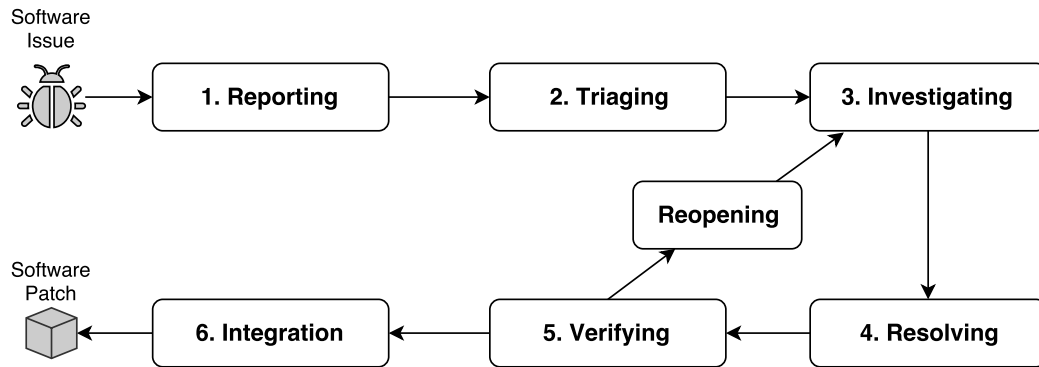 Software
Issue
1. Reporting
2. Triaging
3. Investigating
Reopening
Software
Patch
6. Integration
5. Verifying
4. Resolving